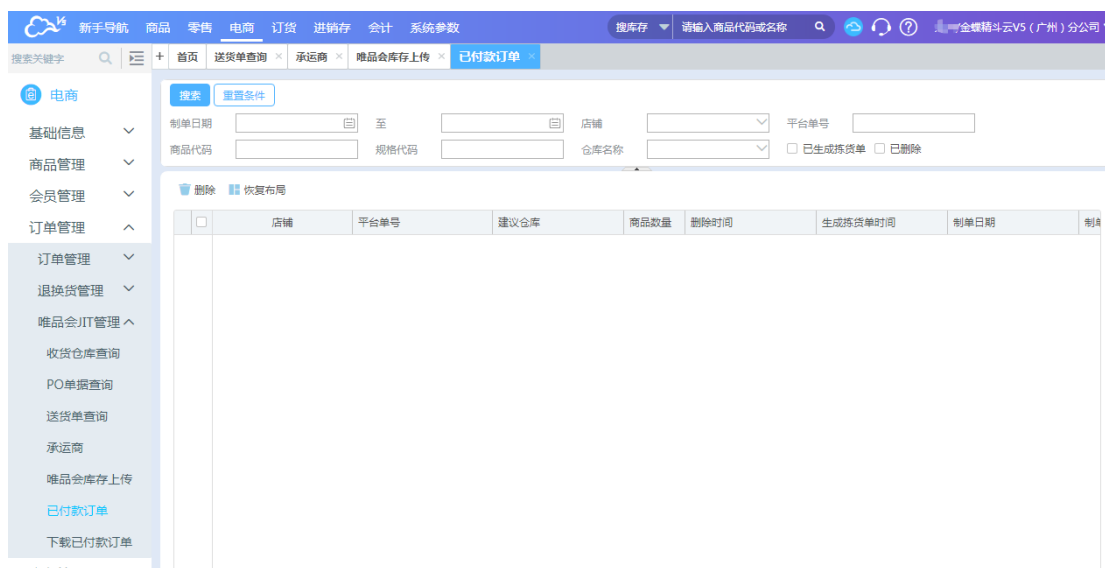 V5 新手导航 商品 零售 电商 订货 进销存 会计 系统参数 搜库存 请输入商品代码或名称 金蝶精斗云V5（广州）分公司
搜索关键字 + 首页 送货单查询 × 承运商 × 唯品会库存上传 × 已付款订单 ×
电商
基础信息
商品管理
会员管理
订单管理
订单管理
退换货管理
唯品会JIT管理
收货仓库查询
PO单据查询
送货单查询
承运商
唯品会库存上传
已付款订单
下载已付款订单
搜索 重置条件
制单日期 至 店铺 平台单号
商品代码 规格代码 仓库名称 已生成拣货单 已删除
删除 恢复布局
店铺 平台单号 建议仓库 商品数量 删除时间 生成拣货单时间 制单日期